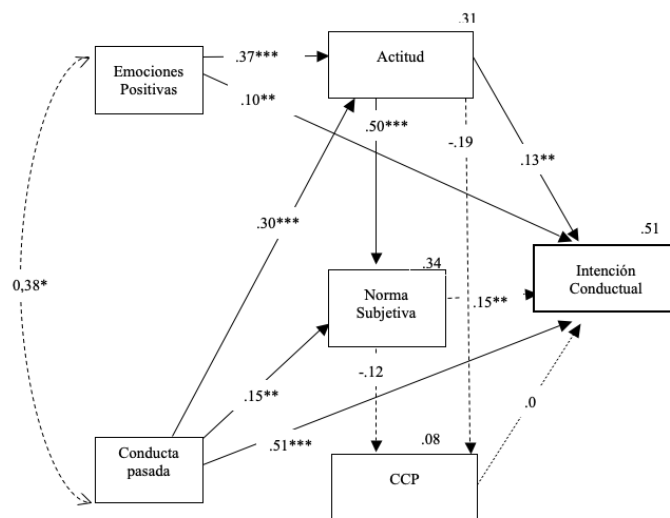 .31
.37***
Emociones
Positivas
Actitud
.10**
.50***
-.19
.13**
.30***
.51
0,38*
.34
Norma
Subjetiva
.15**
Intención
Conductual
-.12
.15**
.0
.51***
.08
Conducta
pasada
CCP